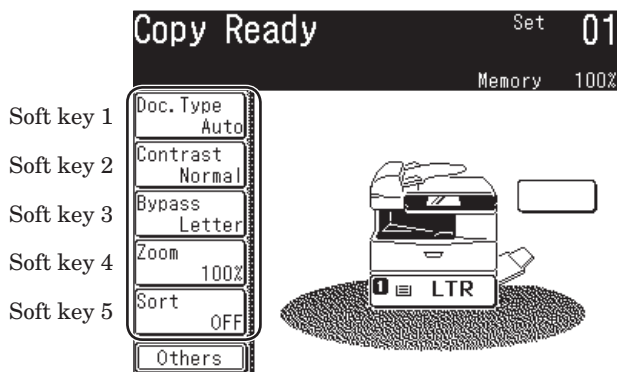 Copy Ready Set 01
Memory 100%
Soft key 1 Doc.Type
Auto
Soft key 2 Contrast
Normal
Soft key 3 Bypass
Letter
Soft key 4 Zoom
100%
Soft key 5 Sort
OFF
Others
1 LTR